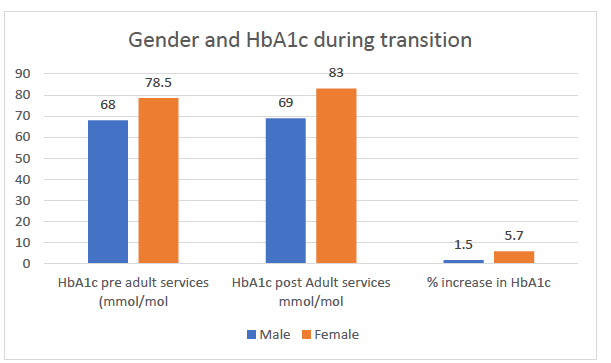 Gender and HbA1c during transition
90
80
70
60
50
40
30
20
10
0
68
78.5
69
83
1.5
5.7
HbA1c pre adult services
(mmol/mol
HbA1c post Adult services
mmol/mol
% increase in HbA1c
Male
Female